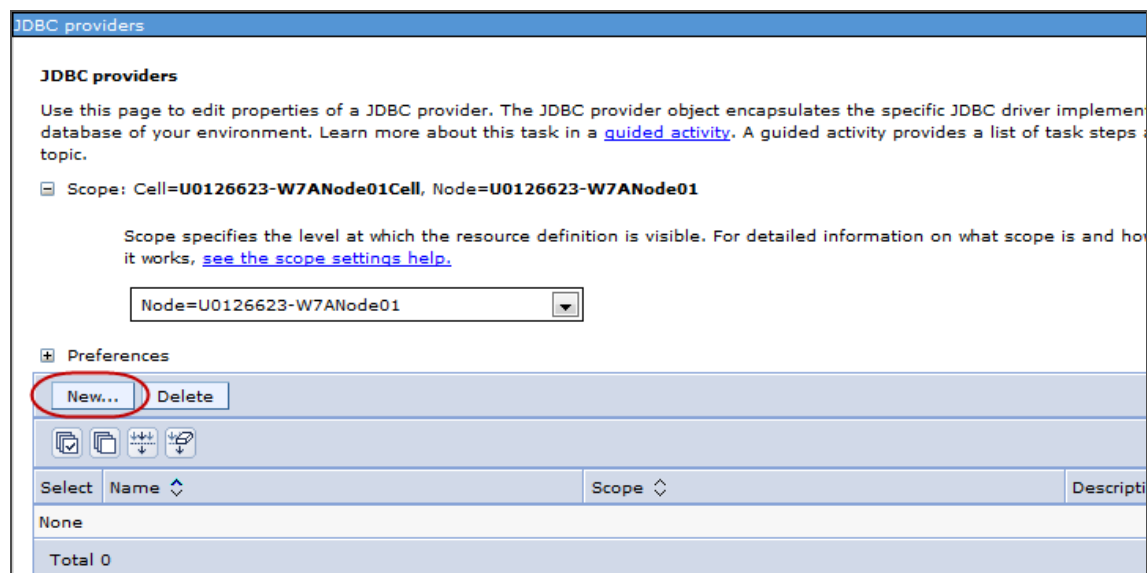 JDBC providers
JDBC providers
Use this page to edit properties of a JDBC provider. The JDBC provider object encapsulates the specific JDBC driver
database of your environment. Learn more about this task in a guided activity. A guided activity provides a list of task steps
topic.
Scope: Cell=U0126623-W7ANode01Cell, Node=U0126623-W7ANode01
Scope specifies the level at which the resource definition is visible. For detailed information on what scope is and
it works, see the scope settings help.
Node=U0126623-W7ANode01
Preferences
New... Delete
Select Name Scope
None
Total 0